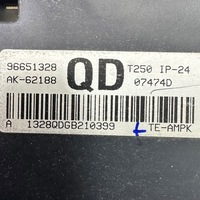 96651328 QD T250 IP-24
AK-62188 07474D
A 1328QDGB210399 TE-AMPK